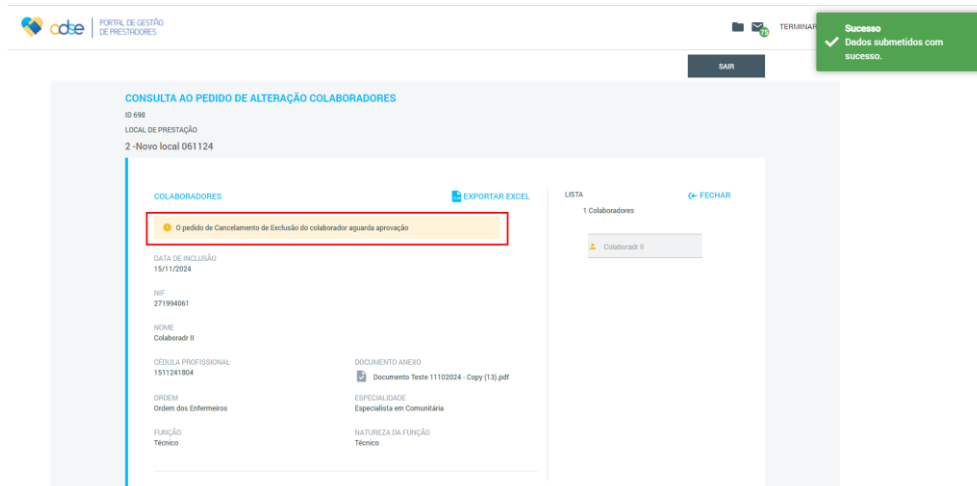 adse
PORTAL DE GESTÃO
DE PRESTADORES
75
TERMINAR
Sucesso
Dados submetidos com
sucesso.
SAIR
CONSULTA AO PEDIDO DE ALTERAÇÃO COLABORADORES
ID 698
LOCAL DE PRESTAÇÃO
2 -Novo local 061124
COLABORADORES
EXPORTAR EXCEL
LISTA
FECHAR
1 Colaboradores
O pedido de Cancelamento de Exclusão do colaborador aguarda aprovação
Colaboradr II
DATA DE INCLUSÃO
15/11/2024
NIF
271994061
NOME
Colaboradr II
CÉDULA PROFISSIONAL
1511241804
DOCUMENTO ANEXO
Documento Teste 11102024 - Copy (13).pdf
ORDEM
Ordem dos Enfermeiros
ESPECIALIDADE
Especialista em Comunitária
FUNÇÃO
Técnico
NATUREZA DA FUNÇÃO
Técnico